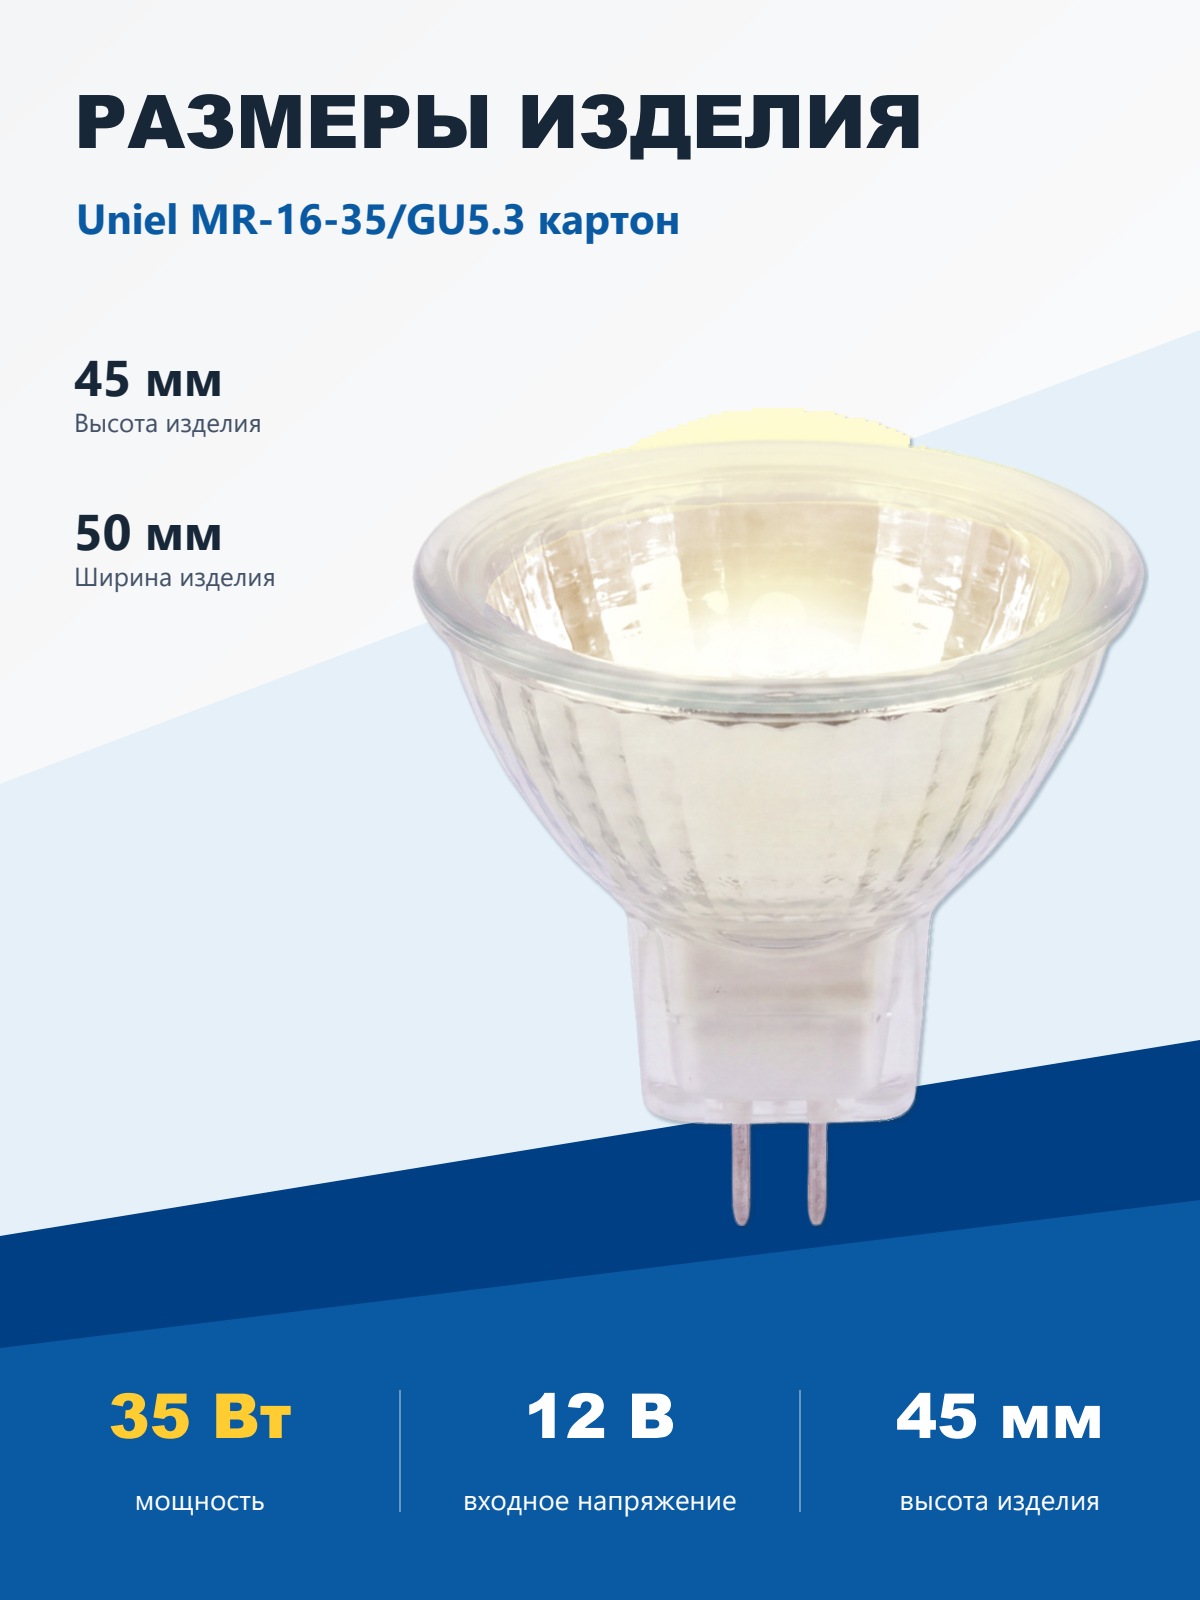 РАЗМЕРЫ ИЗДЕЛИЯ
Uniel MR-16-35/GU5.3 картон
45 мм
Высота изделия
50 мм
Ширина изделия
35 Вт
мощность
12 В
входное напряжение
45 мм
высота изделия